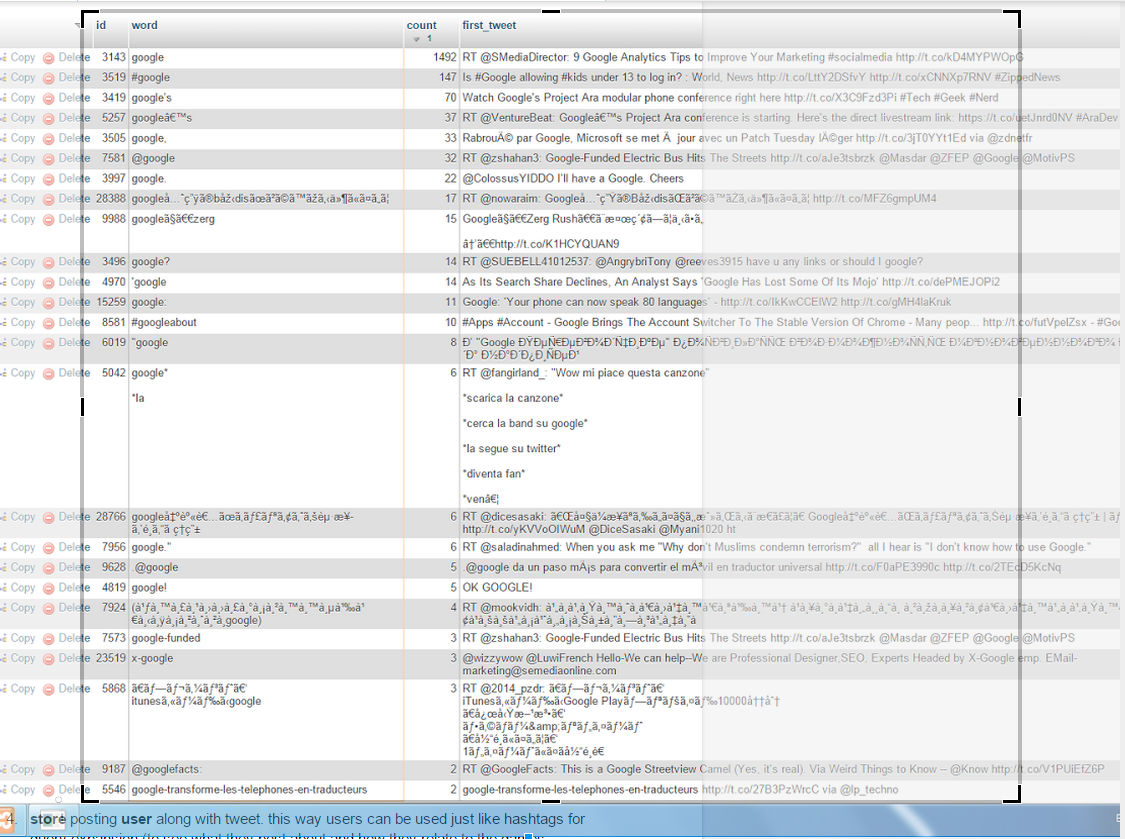 id word count first_tweet
1
Copy Delete 3143 google 1492 RT @SMediaDirector: 9 Google Analytics Tips to Improve Your Marketing #socialmedia http://t.co/kD4MYPWOpG
Copy Delete 3519 #google 147 Is #Google allowing #kids under 13 to log in? : World, News http://t.co/LttY2DSfvY http://t.co/xCNNXp7RNV #ZippedNews
Copy Delete 3419 google's 70 Watch Google's Project Ara modular phone conference right here http://t.co/X3C9Fzd3Pi #Tech #Geek #Nerd
Copy Delete 5257 googleâ€™s 37 RT @VentureBeat: Googleâ€™s Project Ara conference is starting. Here's the direct livestream link: https://t.co/uetJnrd0NV #AraDev
Copy Delete 3505 google, 33 RabrouÃ© par Google, Microsoft se met Ã jour avec un Patch Tuesday lÃ©ger http://t.co/3jT0YYt1Ed via @zdnetfr
Copy Delete 7581 @google 32 RT @zshahan3: Google-Funded Electric Bus Hits The Streets http://t.co/aJe3tsbrzk @Masdar @ZFEP @Google @MotivPS
Copy Delete 3997 google. 22 @ColossusYIDDO I'll have a Google. Cheers
Copy Delete 28388 17 RT @nowaraim: http://t.co/MFZ6gmpUM4
Copy Delete 9988 googleã§ã€€zerg 15 Googleã§ã€€Zerg
http://t.co/K1HCYQUAN9
Copy Delete 3496 google? 14 RT @SUEBELL41012537: @AngrybriTony @reeves3915 have u any links or should I google?
Copy Delete 4970 'google 14 As Its Search Share Declines, An Analyst Says 'Google Has Lost Some Of Its Mojo' http://t.co/dePMEJOPi2
Copy Delete 15259 google: 11 Google: 'Your phone can now speak 80 languages' - http://t.co/IkKwCCEIW2 http://t.co/gMH4laKruk
Copy Delete 8581 #googleabout 10 #Apps #Account - Google Brings The Account Switcher To The Stable Version Of Chrome - Many peop... http://t.co/futVpelZsx - #Goo
Copy Delete 6019 "google 8 "Google
Copy Delete 5042 google* 6 RT @fangirland_: "Wow mi piace questa canzone"
*la *scarica la canzone*
*cerca la band su google*
*la segue su twitter*
*diventa fan*
*venâ€¦
Copy Delete 28766 6 RT @dicesasaki:
http://t.co/yKVVoOIWuM @DiceSasaki @Myani1020 ht
Copy Delete 7956 google." 6 RT @saladinahmed: When you ask me "Why don't Muslims condemn terrorism?" all I hear is "I don't know how to use Google."
Copy Delete 9628 .@google 5 .@google da un paso mÃ¡s para convertir el mÃ³vil en traductor universal http://t.co/F0aPE3990c http://t.co/2TEcD5KcNq
Copy Delete 4819 google! 5 OK GOOGLE!
Copy Delete 7924 4 RT @mookvidh:
google)
Copy Delete 7573 google-funded 3 RT @zshahan3: Google-Funded Electric Bus Hits The Streets http://t.co/aJe3tsbrzk @Masdar @ZFEP @Google @MotivPS
Copy Delete 23519 x-google 3 @wizzywow @LuwiFrench Hello-We can help--We are Professional Designer,SEO, Experts Headed by X-Google emp. EMail-
marketing@semediaonline.com
Copy Delete 5868 3 RT @2014_pzdr:
Copy Delete 9187 @googlefacts: 2 RT @GoogleFacts: This is a Google Streetview Camel (Yes, it's real). Via Weird Things to Know -- @Know http://t.co/V1PUiEfZ6P
Copy Delete 5546 google-transforme-les-telephones-en-traducteurs 2 google-transforme-les-telephones-en-traducteurs http://t.co/27B3PzWrcC via @lp_techno
4. store posting user along with tweet. this way users can be used just like hashtags for